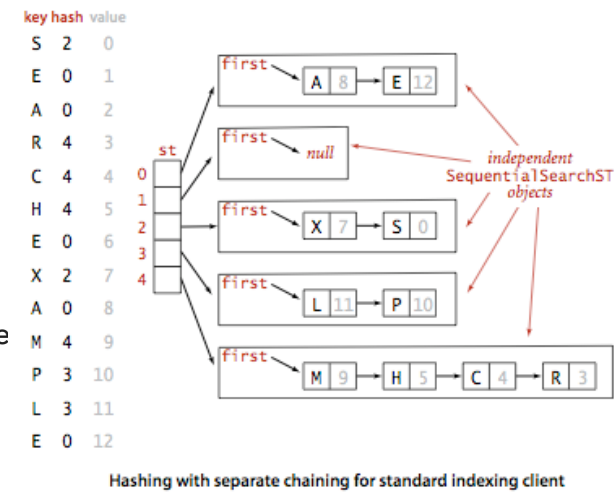 key hash value
S 2 0
E 0 1
A 0 2
R 4 3
C 4 4
H 4 5
E 0 6
X 2 7
A 0 8
M 4 9
P 3 10
L 3 11
E 0 12
e
st
0
1
2
3
4
first
A 8 E 12
first
null
first
X 7 S 0
first
L 11 P 10
first
M 9 H 5 C 4 R 3
independent
SequentialSearchST
objects
Hashing with separate chaining for standard indexing client